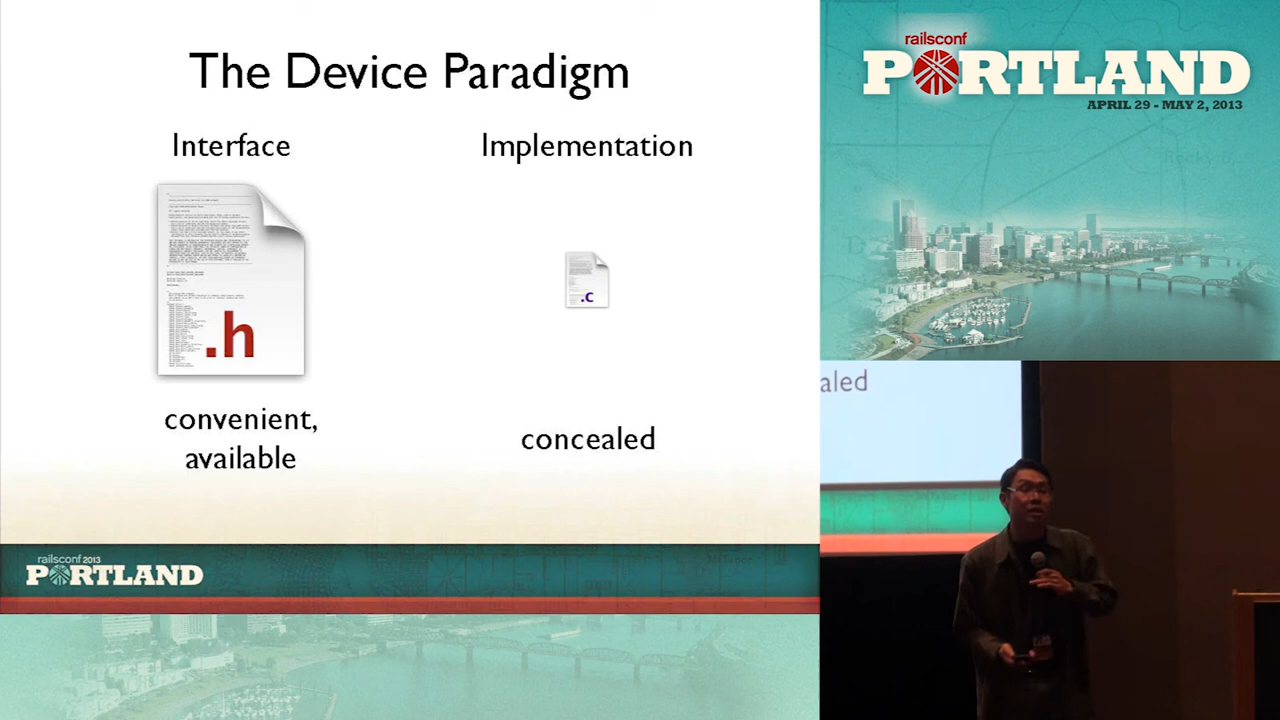 The Device Paradigm
Interface
Implementation
.h
.c
convenient,
available
concealed
railsconf 2013
PORTLAND
railsconf
PORTLAND
APRIL 29 - MAY 2, 2013
aled